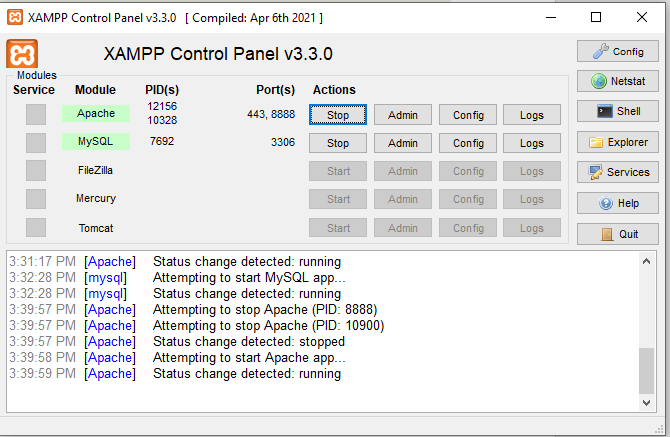 XAMPP Control Panel v3.3.0 [ Compiled: Apr 6th 2021 ]
XAMPP Control Panel v3.3.0
Config
Modules
Service Module PID(s) Port(s) Actions
Netstat
Apache 12156 10328 443, 8888 Stop Admin Config Logs
Shell
MySQL 7692 3306 Stop Admin Config Logs
Explorer
FileZilla Start Admin Config Logs
Services
Mercury Start Admin Config Logs
Help
Tomcat Start Admin Config Logs
Quit
3:31:17 PM [Apache] Status change detected: running
3:32:28 PM [mysql] Attempting to start MySQL app...
3:32:28 PM [mysql] Status change detected: running
3:39:57 PM [Apache] Attempting to stop Apache (PID: 8888)
3:39:57 PM [Apache] Attempting to stop Apache (PID: 10900)
3:39:57 PM [Apache] Status change detected: stopped
3:39:58 PM [Apache] Attempting to start Apache app...
3:39:59 PM [Apache] Status change detected: running